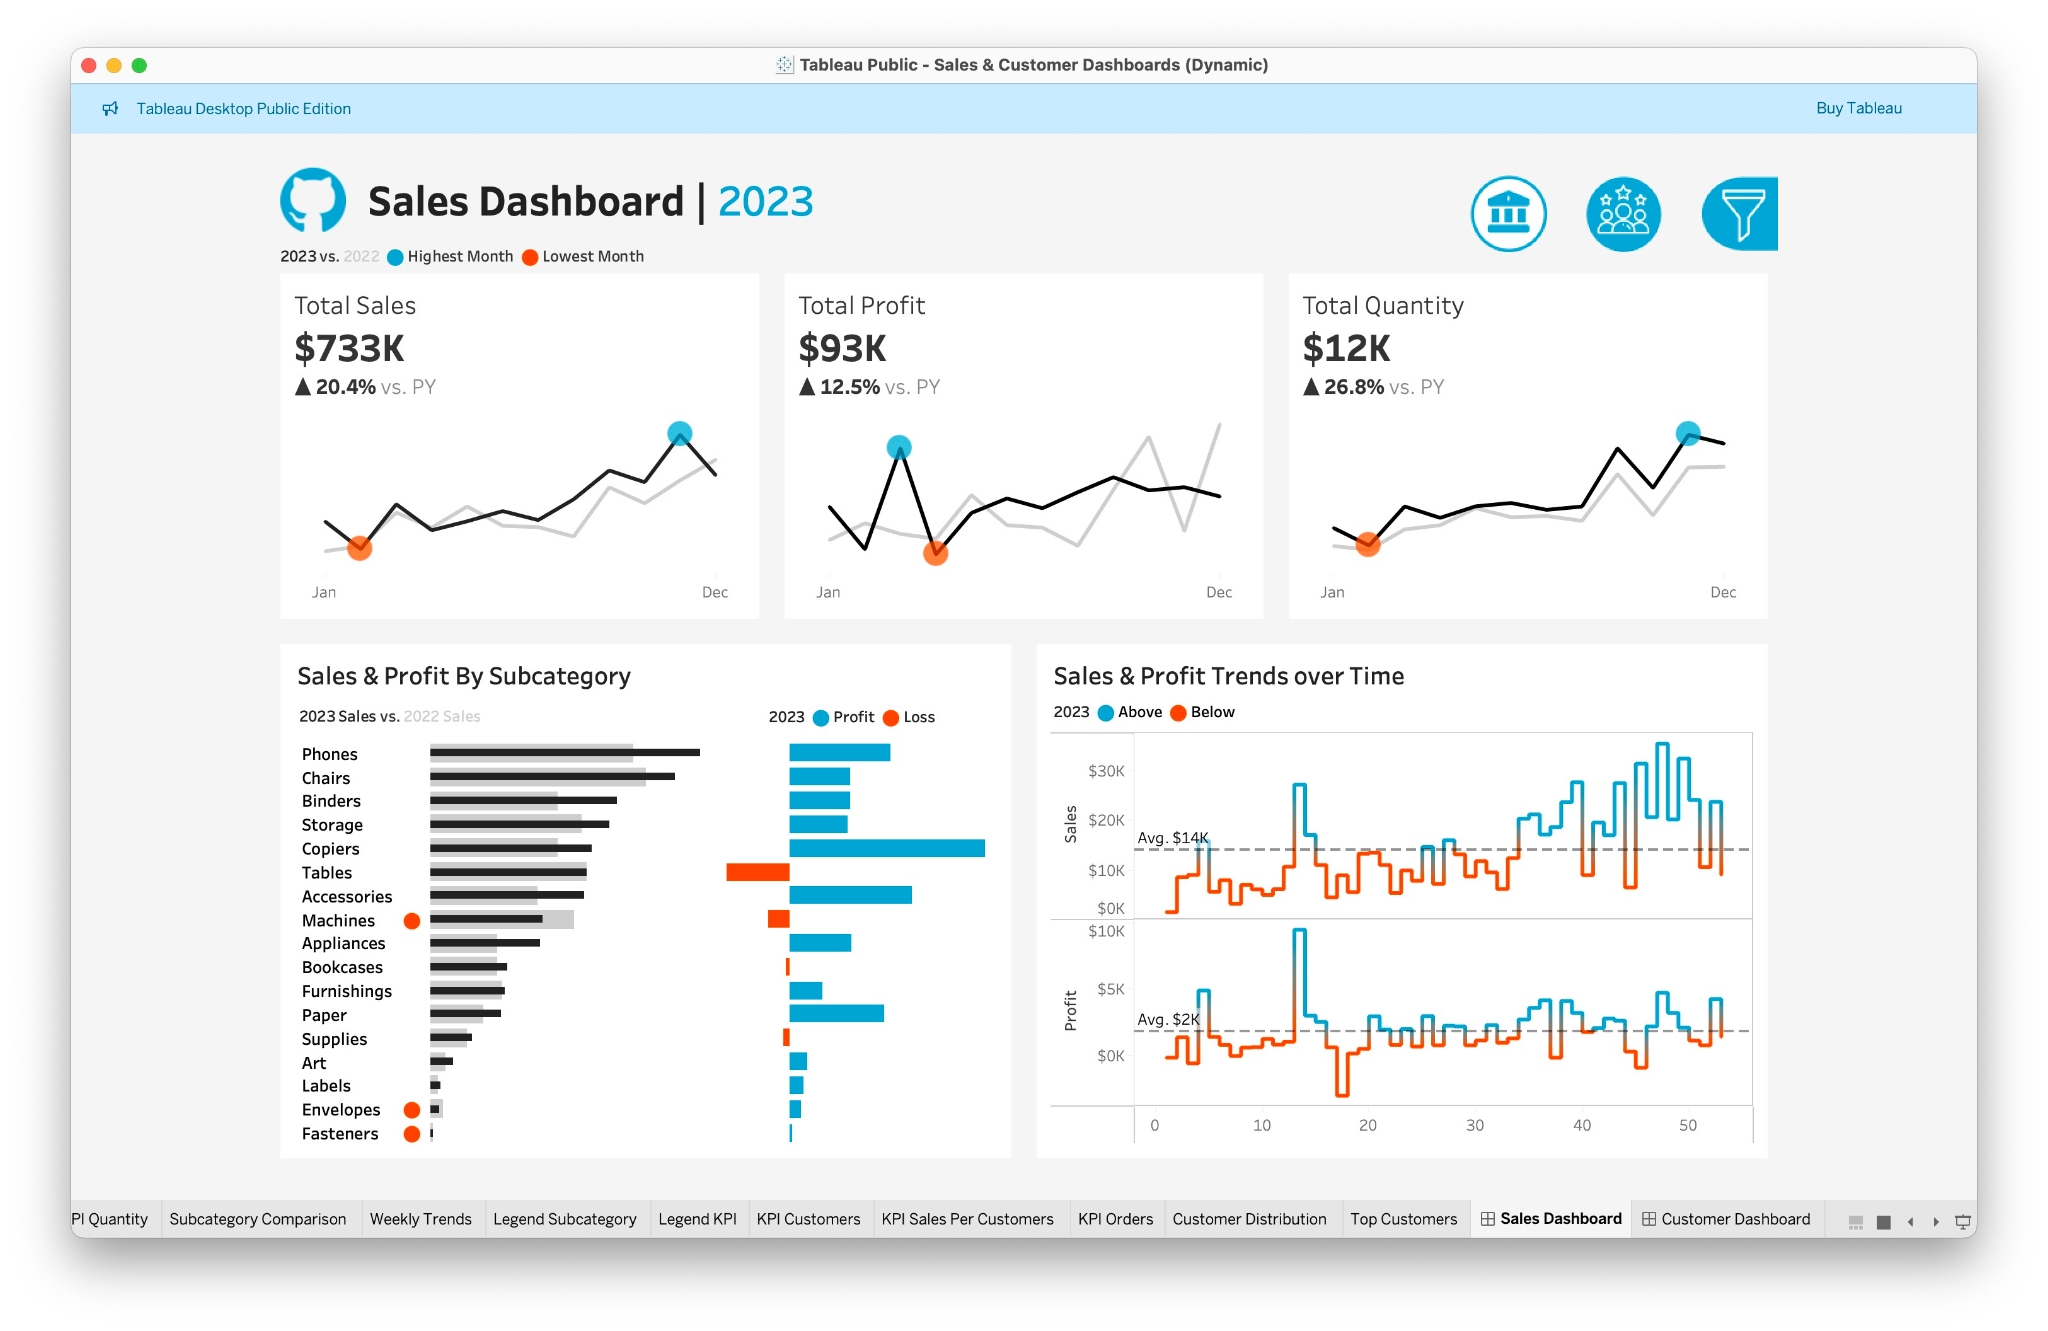 Tableau Public - Sales & Customer Dashboards (Dynamic)
Tableau Desktop Public Edition
Buy Tableau
Sales Dashboard | 2023
2023 vs. 2022 Highest Month Lowest Month
Total Sales
$733K
▲ 20.4% vs. PY
Jan Dec
Total Profit
$93K
▲ 12.5% vs. PY
Jan Dec
Total Quantity
$12K
▲ 26.8% vs. PY
Jan Dec
Sales & Profit By Subcategory
2023 Sales vs. 2022 Sales
2023 Profit Loss
Phones
Chairs
Binders
Storage
Copiers
Tables
Accessories
Machines
Appliances
Bookcases
Furnishings
Paper
Supplies
Art
Labels
Envelopes
Fasteners
Sales & Profit Trends over Time
2023 Above Below
Sales
$30K
$20K
Avg. $14K
$10K
$0K
Profit
$10K
$5K
Avg. $2K
$0K
0 10 20 30 40 50
PI Quantity Subcategory Comparison Weekly Trends Legend Subcategory Legend KPI KPI Customers KPI Sales Per Customers KPI Orders Customer Distribution Top Customers Sales Dashboard Customer Dashboard